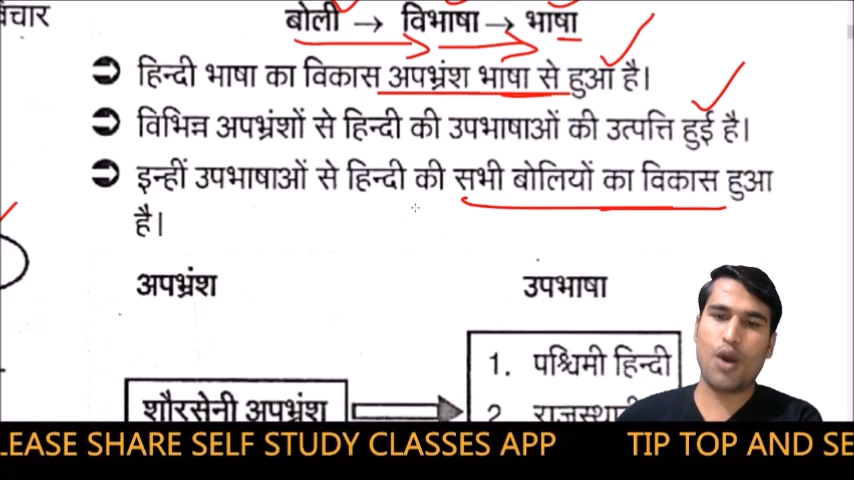 बोली → विभाषा → भाषा
हिन्दी भाषा का विकास अपभ्रंश भाषा से हुआ है।
विभिन्न अपभ्रंशों से हिन्दी की उपभाषाओं की उत्पत्ति हुई है।
इन्हीं उपभाषाओं से हिन्दी की सभी बोलियों का विकास हुआ
है।
अपभ्रंश
उपभाषा
1. पश्चिमी हिन्दी
शौरसेनी अपभ्रंश
2.
LEASE SHARE SELF STUDY CLASSES APP
TIP TOP AND SE